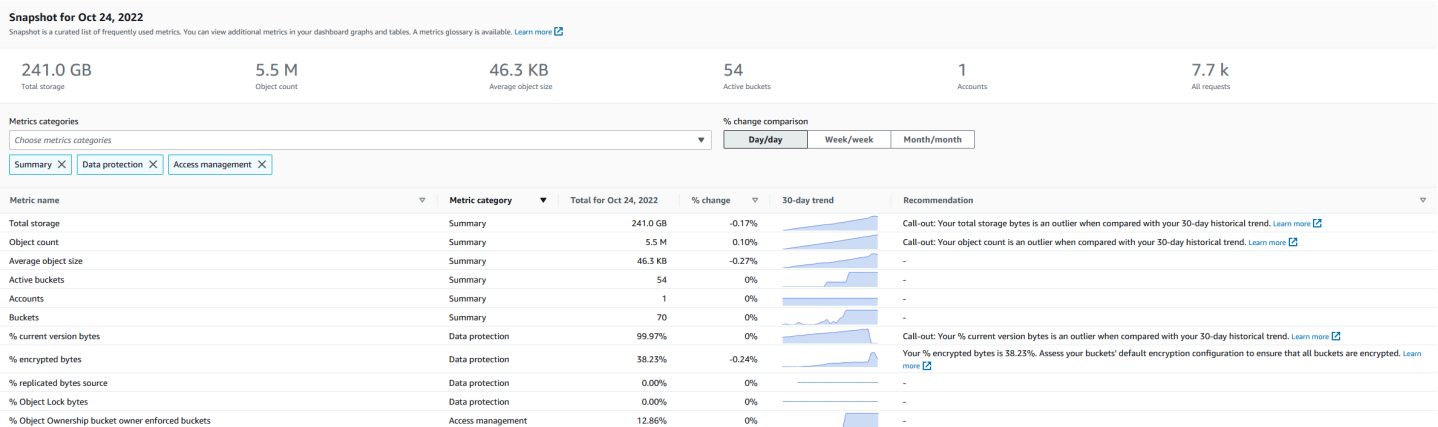 Snapshot for Oct 24, 2022
Snapshot is a curated list of frequently used metrics. You can view additional metrics in your dashboard graphs and tables. A metrics glossary is available. Learn more
241.0 GB 5.5 M 46.3 KB 54 1 7.7 k
Total storage Object count Average object size Active buckets Accounts All requests
Metrics categories % change comparison
Choose metrics categories Day/day Week/week Month/month
Summary Data protection Access management
Metric name Metric category Total for Oct 24, 2022 % change 30-day trend Recommendation
Total storage Summary 241.0 GB -0.17% Call-out: Your total storage bytes is an outlier when compared with your 30-day historical trend. Learn more
Object count Summary 5.5 M 0.10% Call-out: Your object count is an outlier when compared with your 30-day historical trend. Learn more
Average object size Summary 46.3 KB -0.27% -
Active buckets Summary 54 0% -
Accounts Summary 1 0% -
Buckets Summary 70 0% -
% current version bytes Data protection 99.97% 0% Call-out: Your % current version bytes is an outlier when compared with your 30-day historical trend. Learn more
% encrypted bytes Data protection 38.23% -0.24% Your % encrypted bytes is 38.23%. Assess your buckets' default encryption configuration to ensure that all buckets are encrypted. Learn
more
% replicated bytes source Data protection 0.00% 0% -
% Object Lock bytes Data protection 0.00% 0% -
% Object Ownership bucket owner enforced buckets Access management 12.86% 0% -